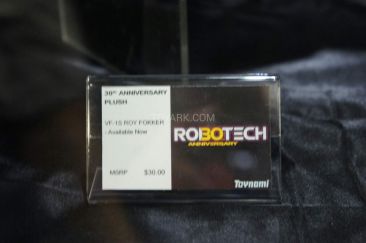 30th ANNIVERSARY
PLUSH
VF-1S ROY FOKKER
- Available Now
MSRP $30.00
ROBOTECH
ANNIVERSARY
Toynami